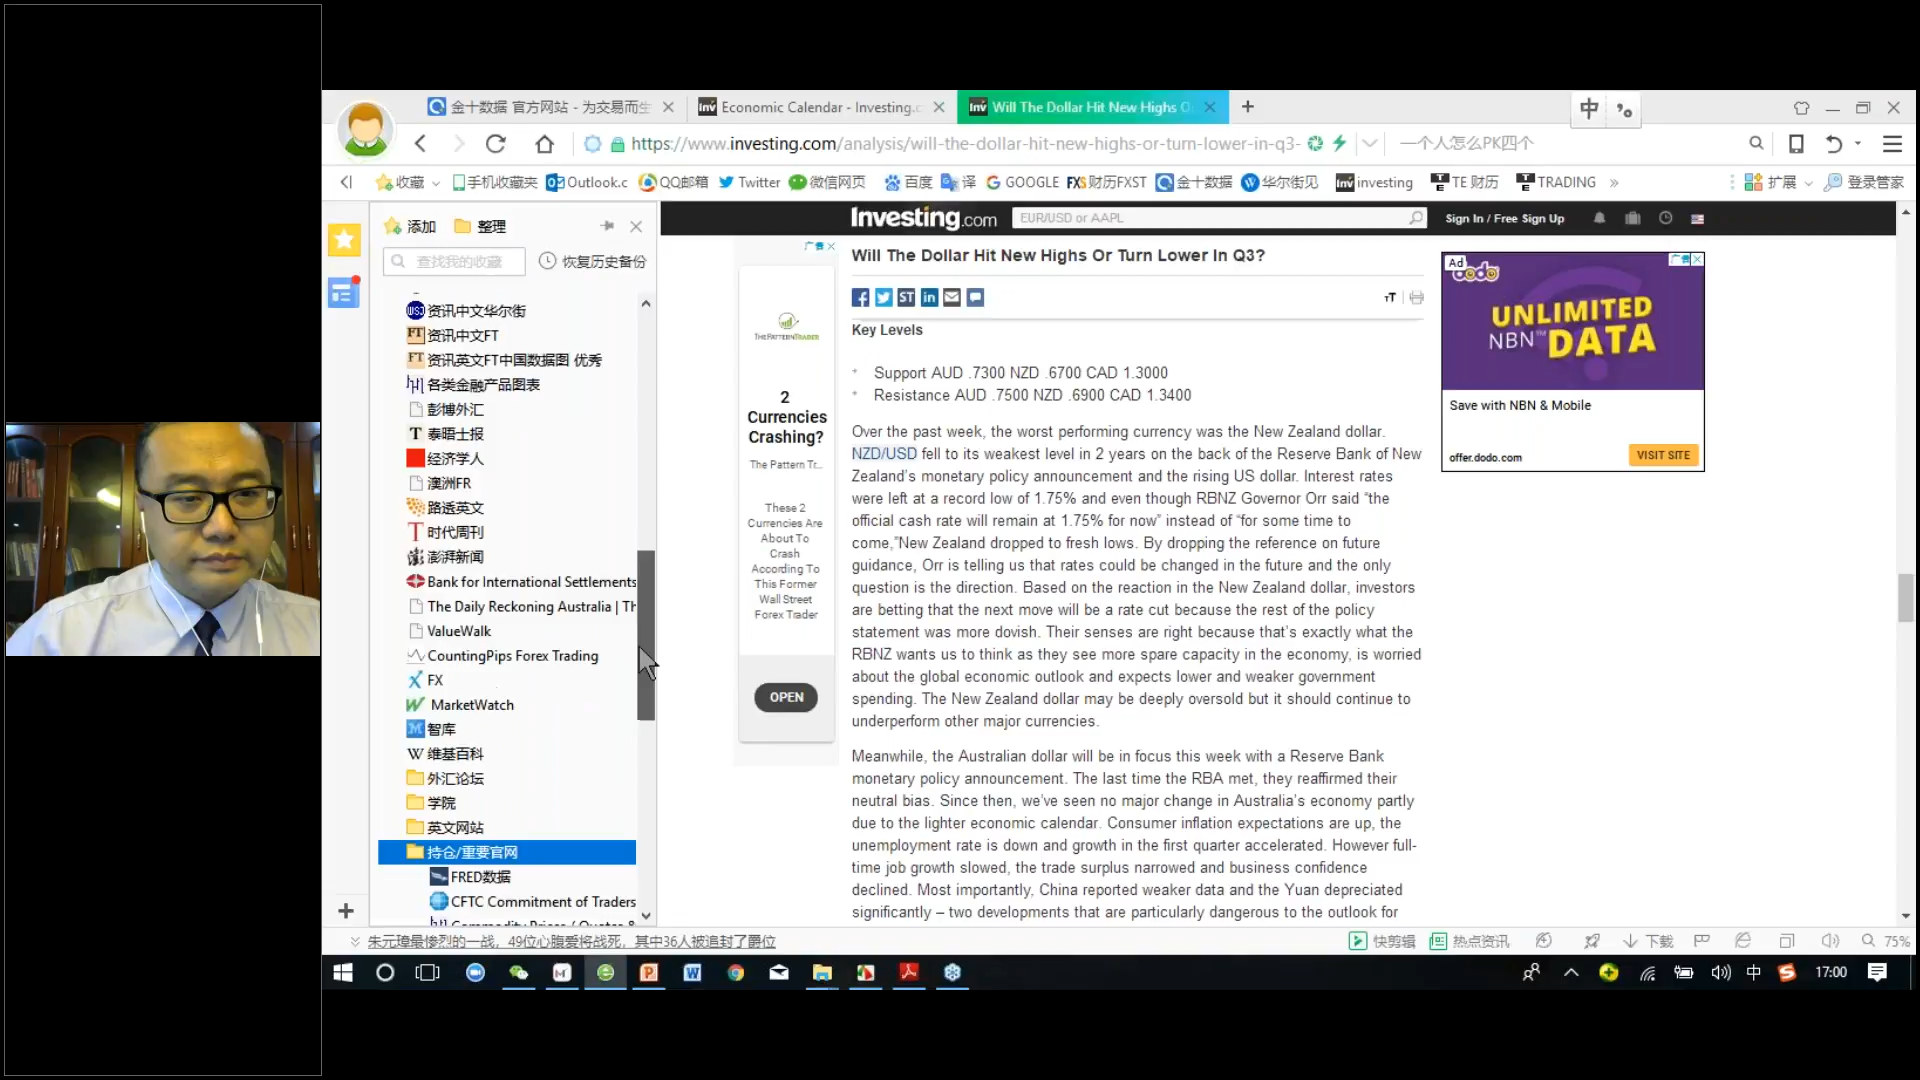 金十数据 官方网站 - 为交易而生
Economic Calendar - Investing.c
Will The Dollar Hit New Highs O
中
https://www.investing.com/analysis/will-the-dollar-hit-new-highs-or-turn-lower-in-q3-
一个人怎么PK四个
收藏
手机收藏夹
Outlook.c
QQ邮箱
Twitter
微信网页
百度
译
GOOGLE
FXS财历FXST
金十数据
华尔街见
investing
TE 财历
TRADING
扩展
登录管家
添加
整理
查找我的收藏
恢复历史备份
资讯中文华尔街
资讯中文FT
资讯英文FT中国数据图 优秀
各类金融产品图表
彭博外汇
泰晤士报
经济学人
澳洲FR
路透英文
时代周刊
澎湃新闻
Bank for International Settlements
The Daily Reckoning Australia | Th
ValueWalk
CountingPips Forex Trading
FX
MarketWatch
智库
维基百科
外汇论坛
学院
英文网站
持仓/重要官网
FRED数据
CFTC Commitment of Traders
Investing.com
EUR/USD or AAPL
Sign In / Free Sign Up
广告
THEPATTERNTRADER
2
Currencies
Crashing?
The Pattern Tr...
These 2
Currencies Are
About To
Crash
According To
This Former
Wall Street
Forex Trader
OPEN
Will The Dollar Hit New Highs Or Turn Lower In Q3?
Key Levels
Support AUD .7300 NZD .6700 CAD 1.3000
Resistance AUD .7500 NZD .6900 CAD 1.3400
Over the past week, the worst performing currency was the New Zealand dollar.
NZD/USD fell to its weakest level in 2 years on the back of the Reserve Bank of New
Zealand's monetary policy announcement and the rising US dollar. Interest rates
were left at a record low of 1.75% and even though RBNZ Governor Orr said “the
official cash rate will remain at 1.75% for now” instead of “for some time to
come,”New Zealand dropped to fresh lows. By dropping the reference on future
guidance, Orr is telling us that rates could be changed in the future and the only
question is the direction. Based on the reaction in the New Zealand dollar, investors
are betting that the next move will be a rate cut because the rest of the policy
statement was more dovish. Their senses are right because that's exactly what the
RBNZ wants us to think as they see more spare capacity in the economy, is worried
about the global economic outlook and expects lower and weaker government
spending. The New Zealand dollar may be deeply oversold but it should continue to
underperform other major currencies.
Meanwhile, the Australian dollar will be in focus this week with a Reserve Bank
monetary policy announcement. The last time the RBA met, they reaffirmed their
neutral bias. Since then, we've seen no major change in Australia's economy partly
due to the lighter economic calendar. Consumer inflation expectations are up, the
unemployment rate is down and growth in the first quarter accelerated. However full-
time job growth slowed, the trade surplus narrowed and business confidence
declined. Most importantly, China reported weaker data and the Yuan depreciated
significantly – two developments that are particularly dangerous to the outlook for
Ad
dodo
广告
UNLIMITED
NBN™ DATA
Save with NBN & Mobile
offer.dodo.com
VISIT SITE
朱元璋最惨烈的一战，49位心腹爱将战死，其中36人被追封了爵位
快剪辑
热点资讯
下载
75%
中
17:00